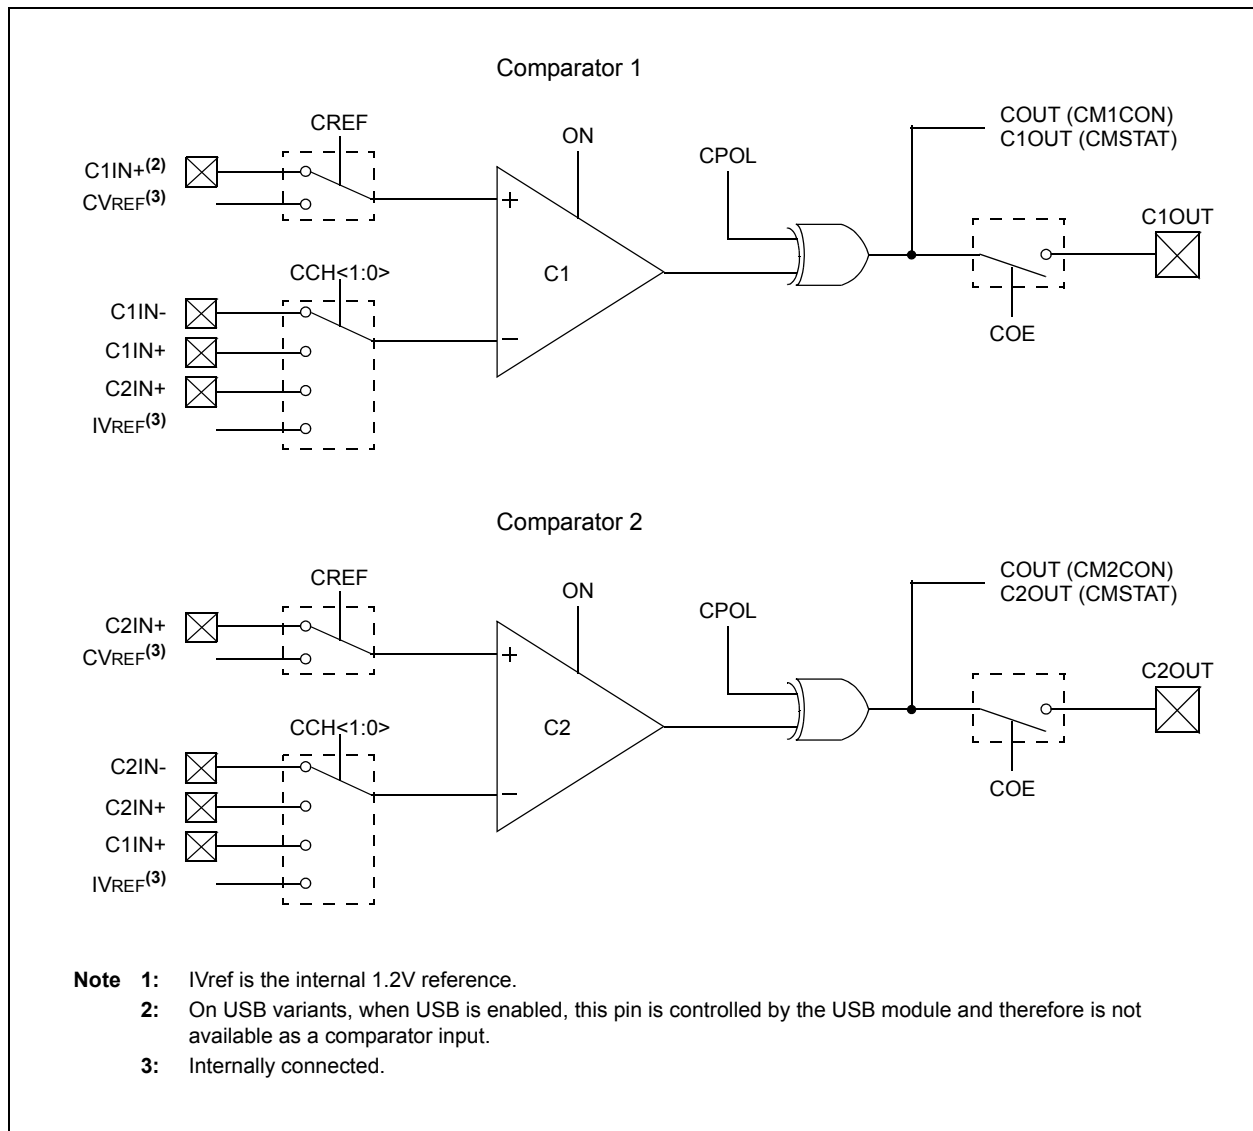 Comparator 1
CREF
ON
COUT (CM1CON)
C1OUT (CMSTAT)
CPOL
C1IN+(2)
CVREF(3)
C1OUT
+
CCH<1:0>
C1
C1IN-
COE
C1IN+
−
C2IN+
IVREF(3)
Comparator 2
CREF
ON
COUT (CM2CON)
C2OUT (CMSTAT)
CPOL
C2IN+
CVREF(3)
C2OUT
+
CCH<1:0>
C2
C2IN-
COE
C2IN+
−
C1IN+
IVREF(3)
Note 1: IVref is the internal 1.2V reference.
2: On USB variants, when USB is enabled, this pin is controlled by the USB module and therefore is not
available as a comparator input.
3: Internally connected.